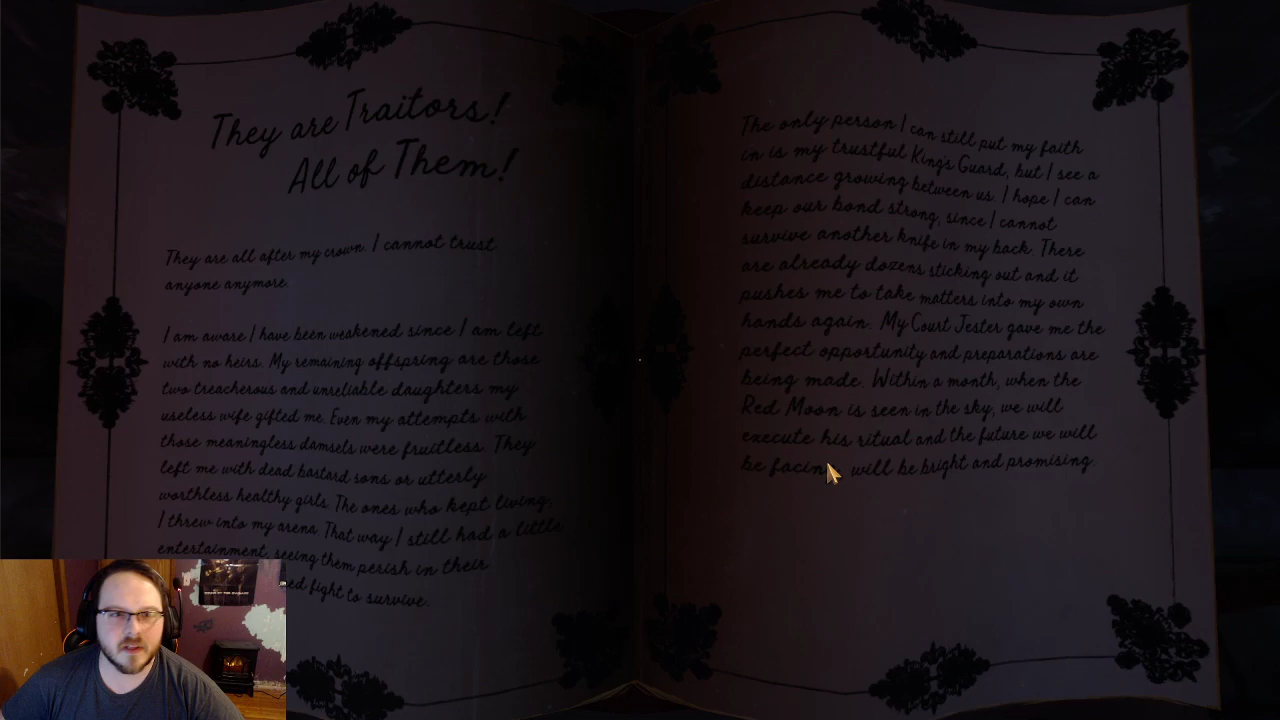 They are Traitors!
All of Them!
They are all after my crown. I cannot trust
anyone anymore.
I am aware I have been weakened since I am left
with no heirs. My remaining offspring are those
two treacherous and unreliable daughters my
useless wife gifted me. Even my attempts with
those meaningless damsels were fruitless. They
left me with dead bastard sons or utterly
worthless healthy girls. The ones who kept living,
I threw into my arena. That way I still had a little
entertainment, seeing them perish in their
fight to survive.
The only person I can still put my faith
in is my trustful King's Guard, but I see a
distance growing between us. I hope I can
keep our bond strong, since I cannot
survive another knife in my back. There
are already dozens sticking out and it
pushes me to take matters into my own
hands again. My Court Jester gave me the
perfect opportunity and preparations are
being made. Within a month, when the
Red Moon is seen in the sky, we will
execute his ritual and the future we will
be facin will be bright and promising.